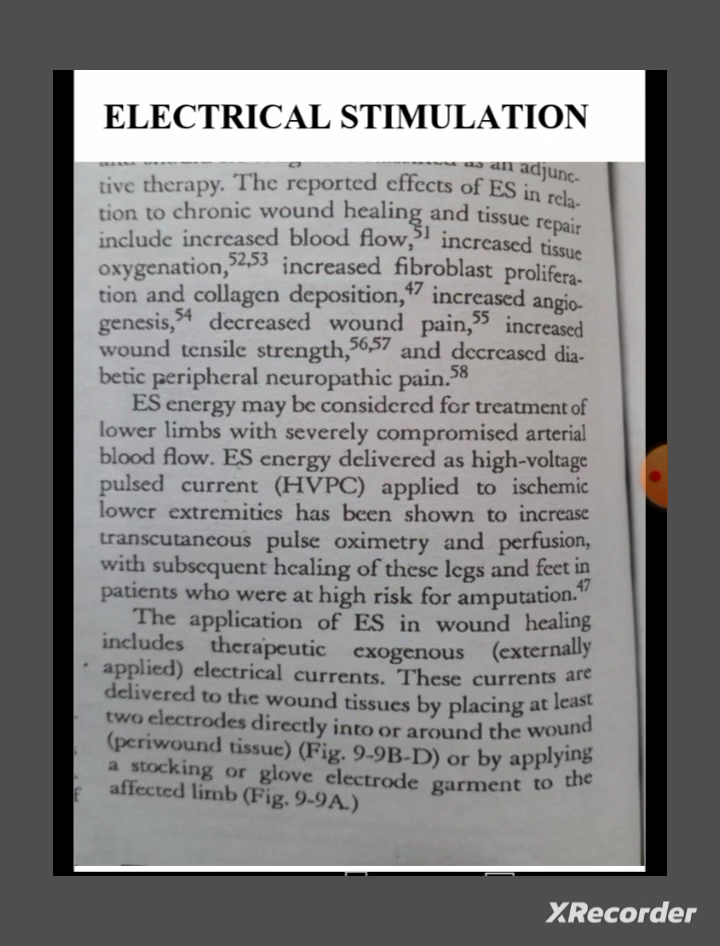 ELECTRICAL STIMULATION
as an adjunc-
tive therapy. The reported effects of ES in rela-
tion to chronic wound healing and tissue repair
include increased blood flow,51 increased tissue
oxygenation,52,53 increased fibroblast prolifera-
tion and collagen deposition,47 increased angio-
genesis,54 decreased wound pain,55 increased
wound tensile strength,56,57 and decreased dia-
betic peripheral neuropathic pain.58
ES energy may be considered for treatment of
lower limbs with severely compromised arterial
blood flow. ES energy delivered as high-voltage
pulsed current (HVPC) applied to ischemic
lower extremities has been shown to increase
transcutaneous pulse oximetry and perfusion,
with subsequent healing of these legs and feet in
patients who were at high risk for amputation.47
The application of ES in wound healing
includes therapeutic exogenous (externally
applied) electrical currents. These currents are
delivered to the wound tissues by placing at least
two electrodes directly into or around the wound
(periwound tissue) (Fig. 9-9B-D) or by applying
a stocking or glove electrode garment to the
affected limb (Fig. 9-9A.)
XRecorder